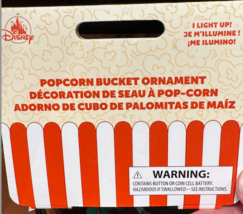 I LIGHT UP!
JE M'ILLUMINE !
¡ME ILUMINO!
Disney
POPCORN BUCKET ORNAMENT
DÉCORATION DE SEAU À POP-CORN
ADORNO DE CUBO DE PALOMITAS DE MAÍZ
WARNING:
CONTAINS BUTTON OR COIN CELL BATTERY.
HAZARDOUS IF SWALLOWED - SEE INSTRUCTIONS.